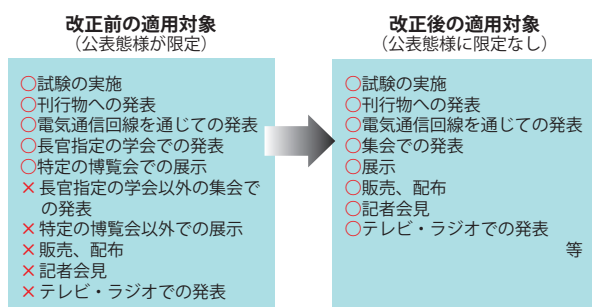 改正前の適用対象
（公表態様が限定）
○試験の実施
○刊行物への発表
○電気通信回線を通じての発表
○長官指定の学会での発表
○特定の博覧会での展示
×長官指定の学会以外の集会で
の発表
×特定の博覧会以外での展示
×販売、配布
×記者会見
×テレビ・ラジオでの発表
改正後の適用対象
（公表態様に限定なし）
○試験の実施
○刊行物への発表
○電気通信回線を通じての発表
○集会での発表
○展示
○販売、配布
○記者会見
○テレビ・ラジオでの発表
等